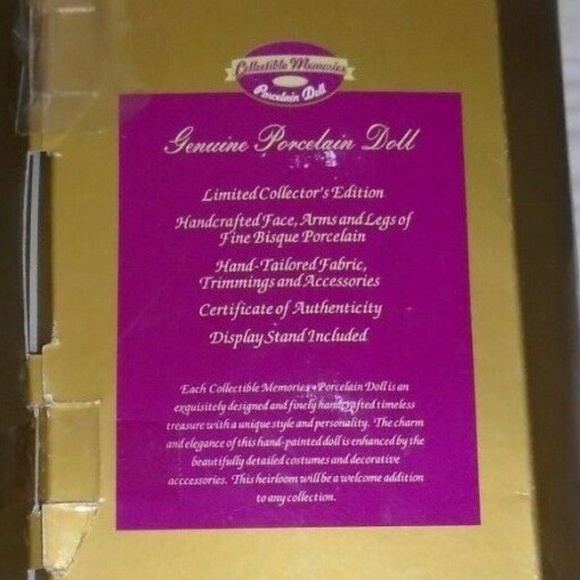 Collectible Memories
Porcelain Doll
Genuine Porcelain Doll
Limited Collector's Edition
Handcrafted Face, Arms and Legs of
Fine Bisque Porcelain
Hand-Tailored Fabric,
Trimmings and Accessories
Certificate of Authenticity
Display Stand Included
Each Collectible Memories • Porcelain Doll is an
exquisitely designed and finely handcrafted timeless
treasure with a unique style and personality. The charm
and elegance of this hand-painted doll is enhanced by the
beautifully detailed costumes and decorative
acccessories. This heirloom will be a welcome addition
to any collection.